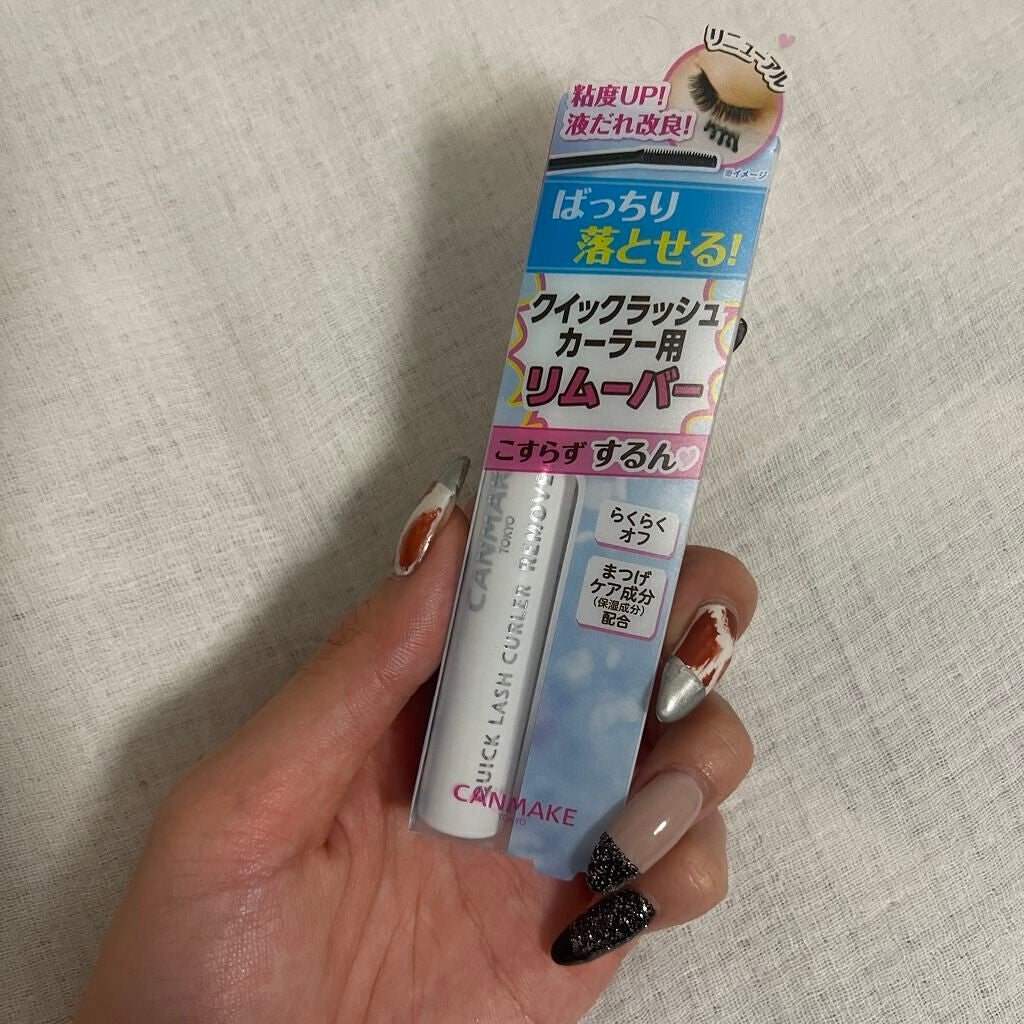 リニューアル
粘度UP!
液だれ改良!
※イメージ
ばっちり
落とせる!
クイックラッシュ
カーラー用
リムーバー
こすらず するん♡
らくらく
オフ
まつげ
ケア成分
(保湿成分)
配合
CANMAK
TOKYO
QUICK LASH CURLER REMOVE
CANMAKE
TOKYO